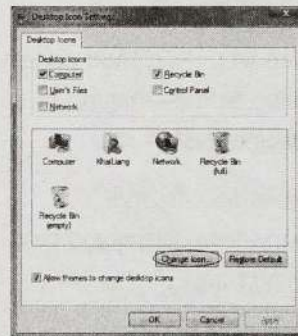 Desktop Icon Settings
Desktop Icons
Desktop icons
Computer
Recycle Bin
User's Files
Control Panel
Network
Computer
KhaiLiang
Network
Recycle Bin
(full)
Recycle Bin
(empty)
Change Icon...
Restore Default
Allow themes to change desktop icons
OK
Cancel
Apply